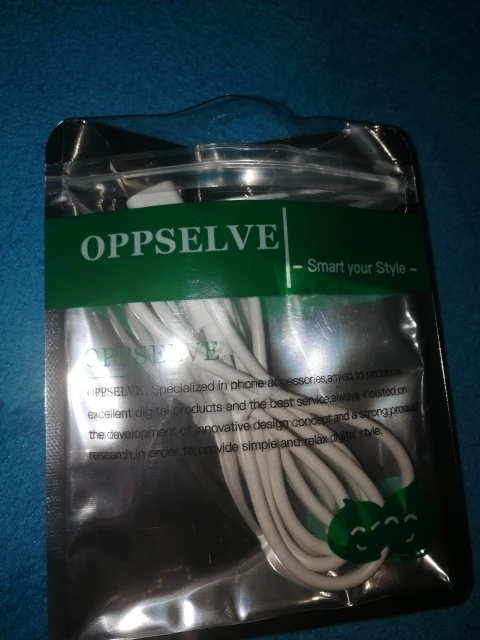 OPPSELVE
– Smart your Style –
OPPSELVE
OPPSELVE : Specialized in phone accessories,amied to produce
excellent digital products and the best service,always insisted on
the development of innovative design concept and a strong product
research,in order to provide simple and relax digital style.